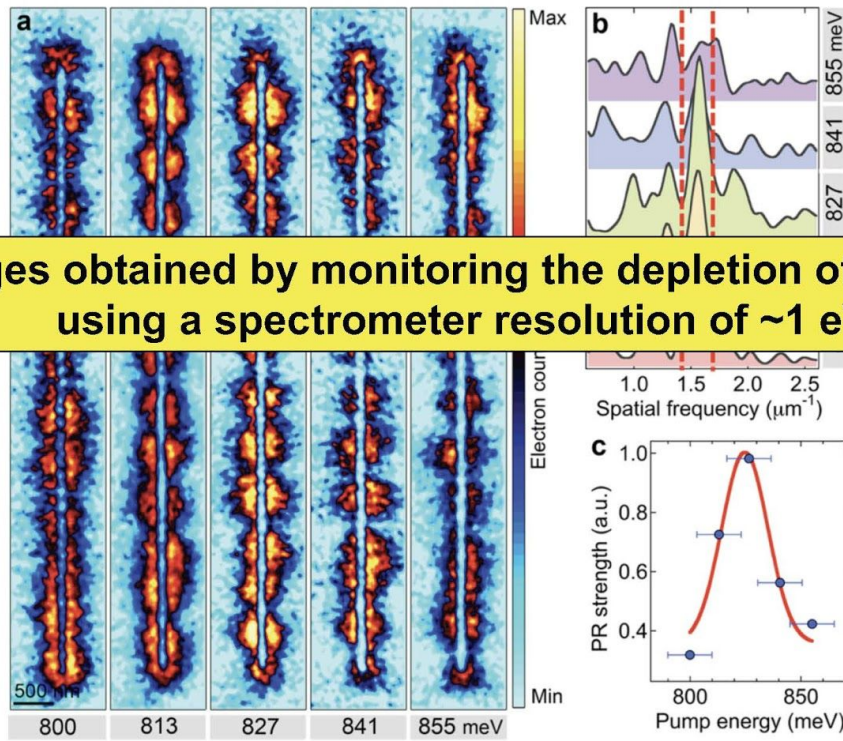 a
Max
b
855 meV
841
827
ges obtained by monitoring the depletion of
using a spectrometer resolution of ~1 e
Electron coun
1.0 1.5 2.0 2.5
Spatial frequency (μm⁻¹)
c
1.0
0.8
0.6
0.4
PR strength (a.u.)
800 850
Pump energy (meV)
500 nm
Min
800 813 827 841 855 meV